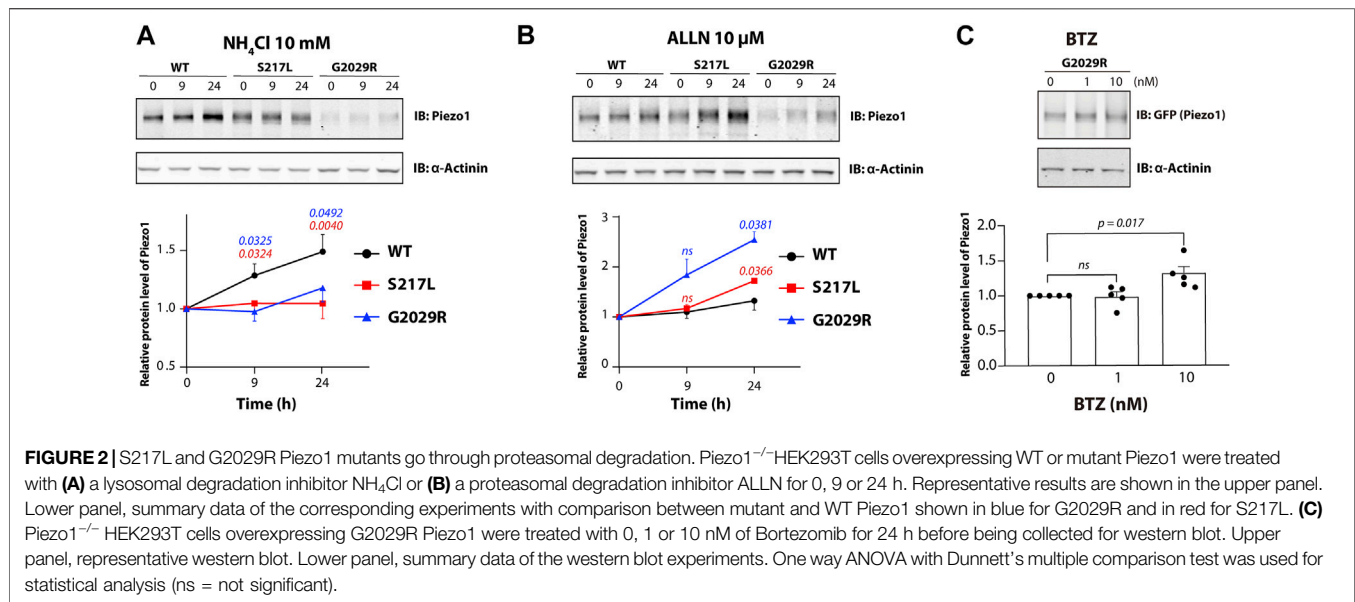 A
NH₄Cl 10 mM
WT S217L G2029R
0 9 24 0 9 24 0 9 24
IB: Piezo1
IB: α-Actinin
Relative protein level of Piezo1
1.5
1.0
0.5
0.0325
0.0324
0.0492
0.0040
WT
S217L
G2029R
0 9 24
Time (h)
B
ALLN 10 µM
WT S217L G2029R
0 9 24 0 9 24 0 9 24
IB: Piezo1
IB: α-Actinin
Relative protein level of Piezo1
3
2
1
0
ns
ns
0.0381
0.0366
WT
S217L
G2029R
0 9 24
Time (h)
C
BTZ
G2029R
0 1 10 (nM)
IB: GFP (Piezo1)
IB: α-Actinin
Relative protein level of Piezo1
2.0
1.5
1.0
0.5
0.0
p = 0.017
ns
0 1 10
BTZ (nM)
FIGURE 2 | S217L and G2029R Piezo1 mutants go through proteasomal degradation. Piezo1⁻/⁻HEK293T cells overexpressing WT or mutant Piezo1 were treated
with (A) a lysosomal degradation inhibitor NH₄Cl or (B) a proteasomal degradation inhibitor ALLN for 0, 9 or 24 h. Representative results are shown in the upper panel.
Lower panel, summary data of the corresponding experiments with comparison between mutant and WT Piezo1 shown in blue for G2029R and in red for S217L. (C)
Piezo1⁻/⁻ HEK293T cells overexpressing G2029R Piezo1 were treated with 0, 1 or 10 nM of Bortezomib for 24 h before being collected for western blot. Upper
panel, representative western blot. Lower panel, summary data of the western blot experiments. One way ANOVA with Dunnett's multiple comparison test was used for
statistical analysis (ns = not significant).